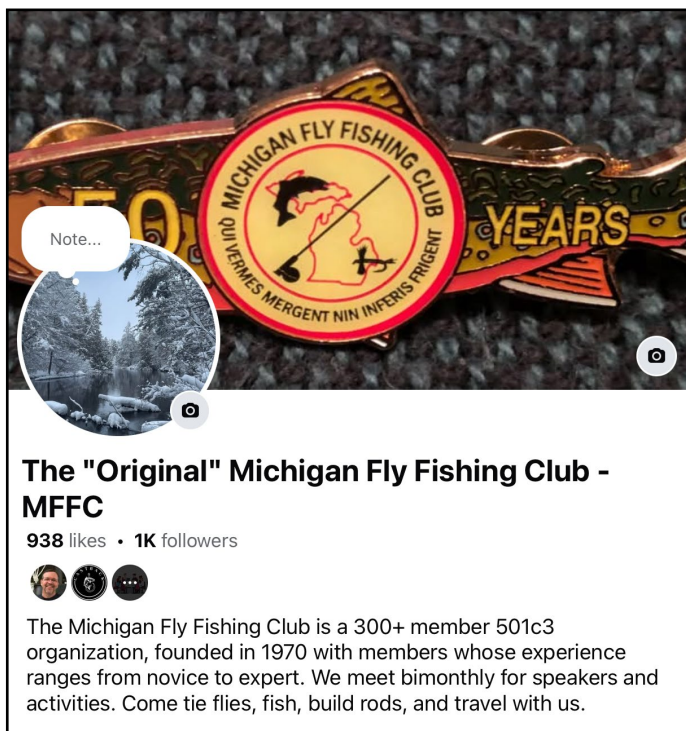 MICHIGAN FLY FISHING CLUB
50 YEARS
QUI VERMES MERGENT NIN INFERIS FRIGENT
Note...
The "Original" Michigan Fly Fishing Club -
MFFC
938 likes • 1K followers
The Michigan Fly Fishing Club is a 300+ member 501c3
organization, founded in 1970 with members whose experience
ranges from novice to expert. We meet bimonthly for speakers and
activities. Come tie flies, fish, build rods, and travel with us.